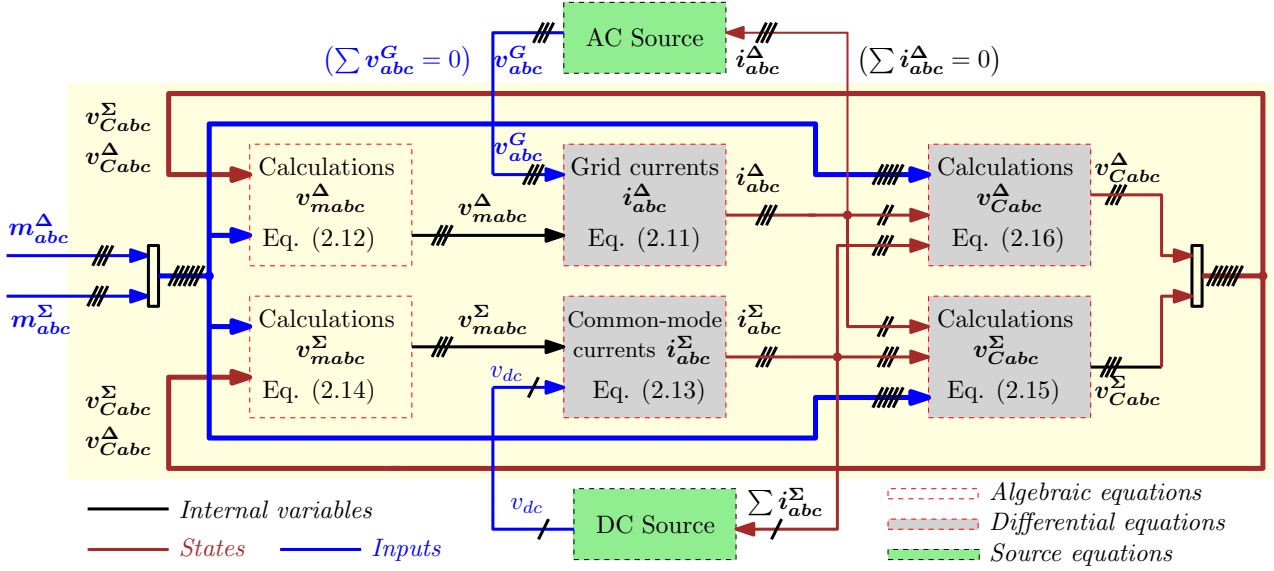 AC Source
(∑ v^G_abc = 0)
v^G_abc
i^Δ_abc
(∑ i^Δ_abc = 0)
v^Σ_Cabc
v^Δ_Cabc
Calculations
v^Δ_mabc
Eq. (2.12)
v^Δ_mabc
v^G_abc
Grid currents
i^Δ_abc
Eq. (2.11)
i^Δ_abc
Calculations
v^Δ_Cabc
Eq. (2.16)
v^Δ_Cabc
m^Δ_abc
m^Σ_abc
Calculations
v^Σ_mabc
Eq. (2.14)
v^Σ_mabc
v_dc
Common-mode
currents i^Σ_abc
Eq. (2.13)
i^Σ_abc
Calculations
v^Σ_Cabc
Eq. (2.15)
v^Σ_Cabc
v^Σ_Cabc
v^Δ_Cabc
v_dc
DC Source
∑ i^Σ_abc
Internal variables
States
Inputs
Algebraic equations
Differential equations
Source equations